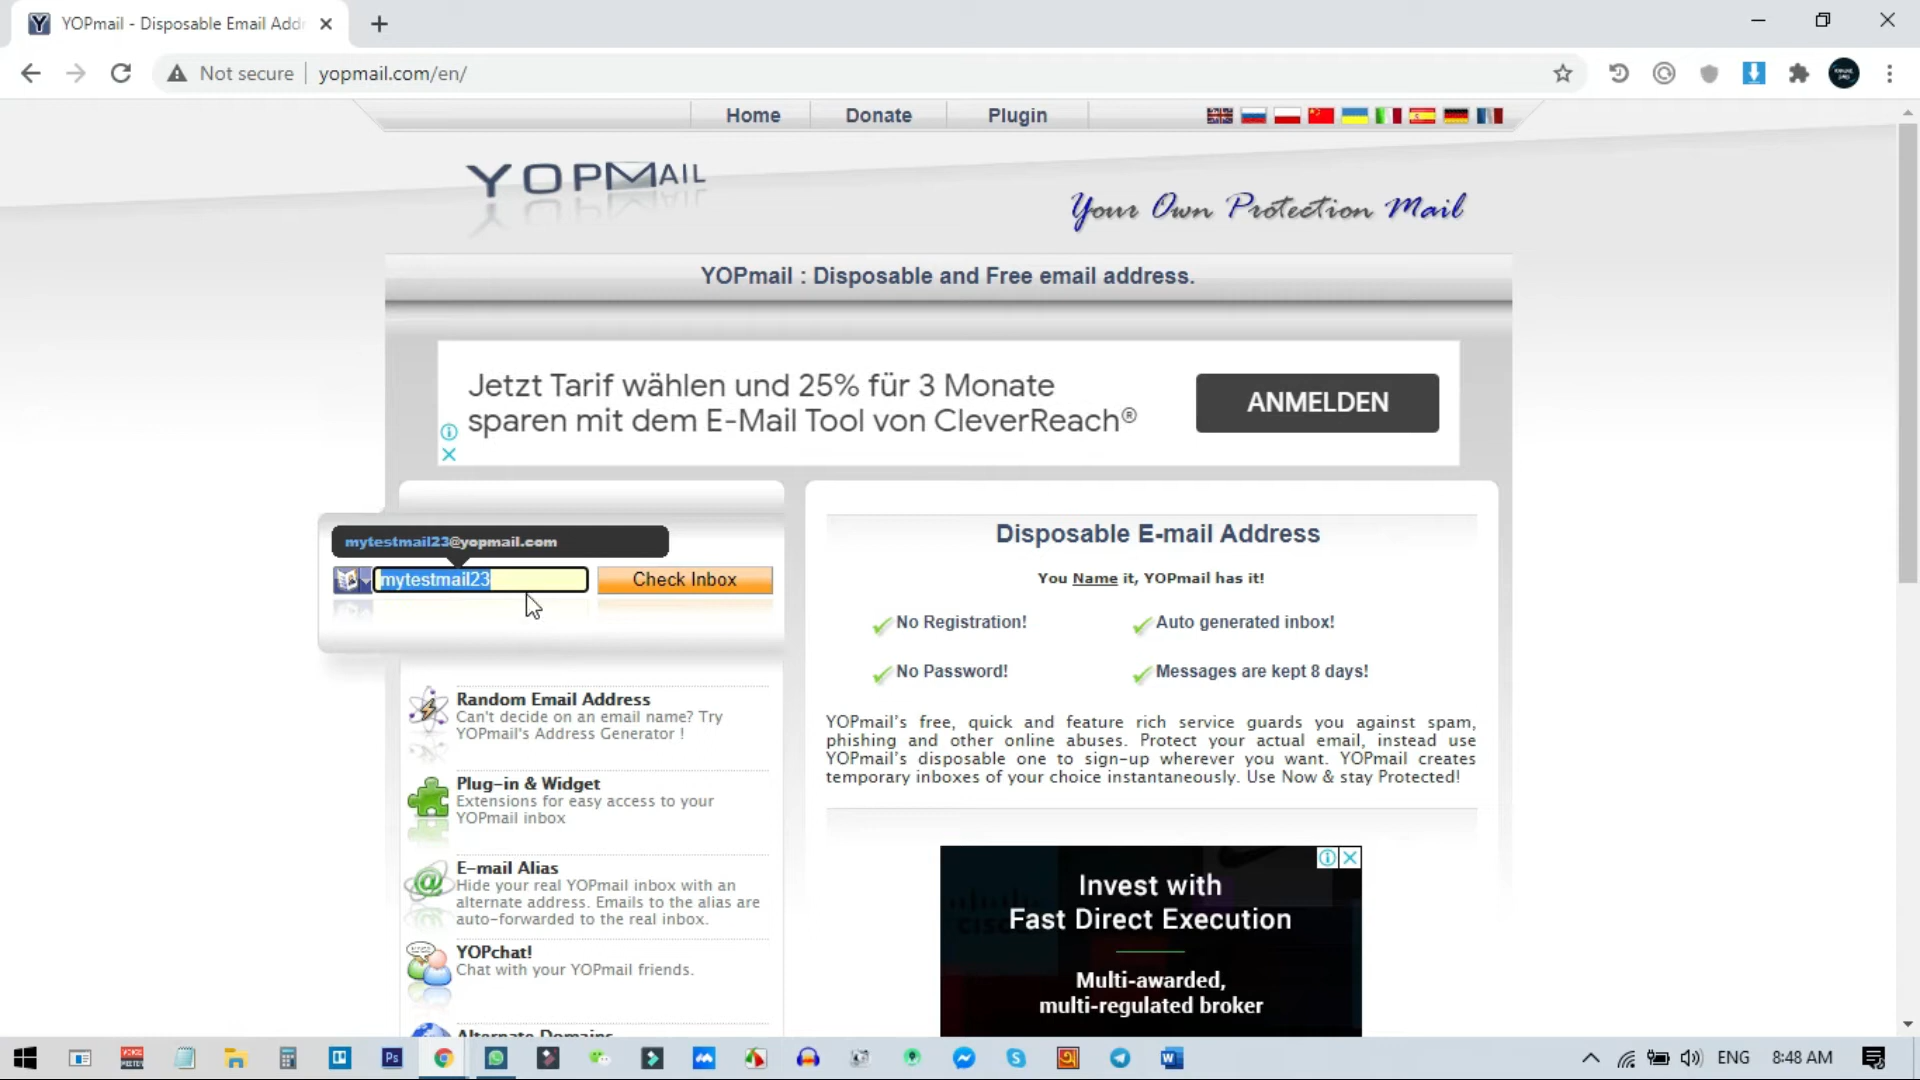 YOPmail - Disposable Email Addr
Not secure
yopmail.com/en/
Home
Donate
Plugin
YOPMAIL
Your Own Protection Mail
YOPmail : Disposable and Free email address.
Jetzt Tarif wählen und 25% für 3 Monate
sparen mit dem E-Mail Tool von CleverReach®
ANMELDEN
mytestmail23@yopmail.com
mytestmail23
Check Inbox
Random Email Address
Can't decide on an email name? Try
YOPmail's Address Generator !
Plug-in & Widget
Extensions for easy access to your
YOPmail inbox
E-mail Alias
Hide your real YOPmail inbox with an
alternate address. Emails to the alias are
auto-forwarded to the real inbox.
YOPchat!
Chat with your YOPmail friends.
Alternate Domains
Disposable E-mail Address
You Name it, YOPmail has it!
No Registration!
Auto generated inbox!
No Password!
Messages are kept 8 days!
YOPmail's free, quick and feature rich service guards you against spam,
phishing and other online abuses. Protect your actual email, instead use
YOPmail's disposable one to sign-up wherever you want. YOPmail creates
temporary inboxes of your choice instantaneously. Use Now & stay Protected!
Invest with
Fast Direct Execution
Multi-awarded,
multi-regulated broker
ENG
8:48 AM